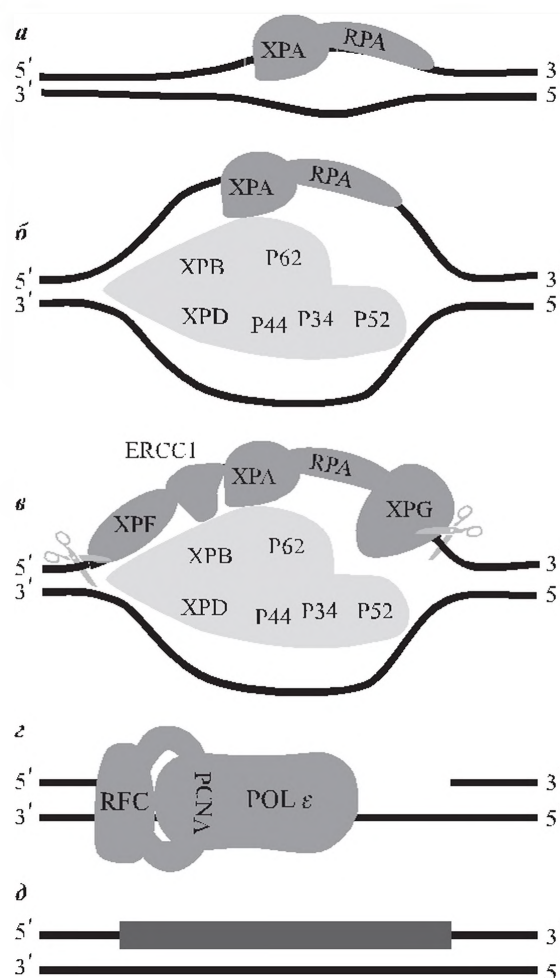 а
XPA RPA
5′ 3
3′ 5
б
XPA RPA
XPB P62
5′ 3
3′ 5
XPD P44 P34 P52
ERCC1
XPA RPA
в
XPF XPG
XPB P62
5′ 3
3′ 5
XPD P44 P34 P52
г
5′ 3
RFC PCNA POL ε
3′ 5
д
5′ 3
3′ 5